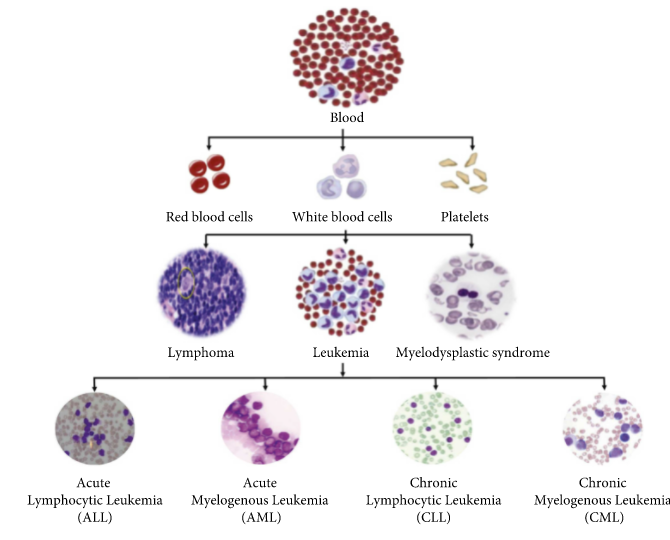 Blood
Red blood cells
White blood cells
Platelets
Lymphoma
Leukemia
Myelodysplastic syndrome
Acute
Lymphocytic Leukemia
(ALL)
Acute
Myelogenous Leukemia
(AML)
Chronic
Lymphocytic Leukemia
(CLL)
Chronic
Myelogenous Leukemia
(CML)